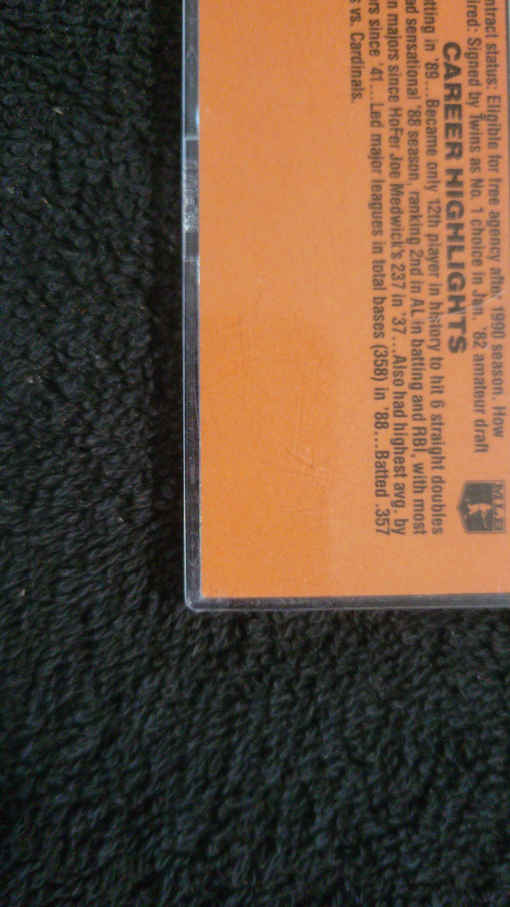 ntract status: Eligible for free agency after 1990 season. How
ired: Signed by Twins as No. 1 choice in Jan. '82 amateur draft
CAREER HIGHLIGHTS
tting in '89...Became only 12th player in history to hit 6 straight doubles
ad sensational '88 season, ranking 2nd in AL in batting and RBI, with most
n majors since HoFer Joe Medwick's 237 in '37...Also had highest avg. by
rs since '41...Led major leagues in total bases (358) in '88...Batted .357
s vs. Cardinals.
MLB